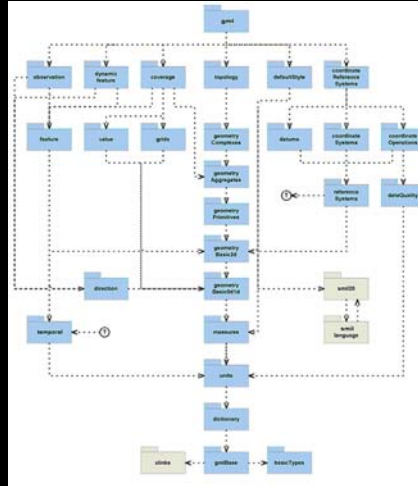 gml
observation
dynamic
feature
coverage
topology
defaultStyle
coordinate
Reference
Systems
feature
value
grids
geometry
Complexes
datums
coordinate
Systems
coordinate
Operations
geometry
Aggregates
reference
Systems
dataQuality
T
geometry
Primitives
geometry
Basic2d
direction
geometry
Basic0d1d
smil20
temporal
T
measures
smil
language
units
dictionary
xlinks
gmlBase
basicTypes